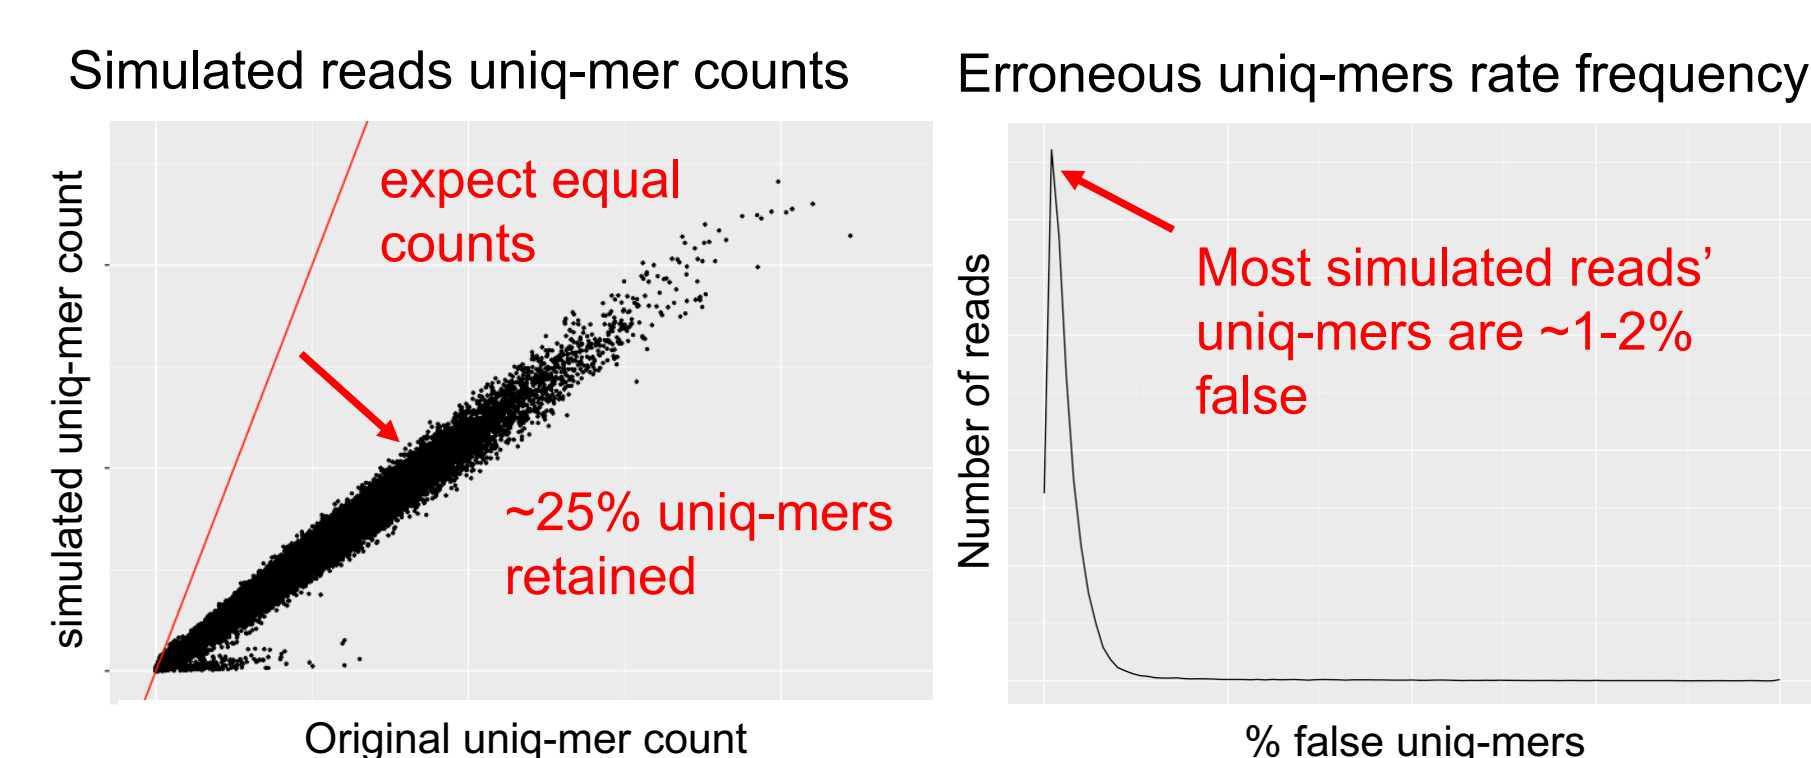 Simulated reads uniq-mer counts
expect equal
counts
~25% uniq-mers
retained
simulated uniq-mer count
Original uniq-mer count
Erroneous uniq-mers rate frequency
Most simulated reads’
uniq-mers are ~1-2%
false
Number of reads
% false uniq-mers